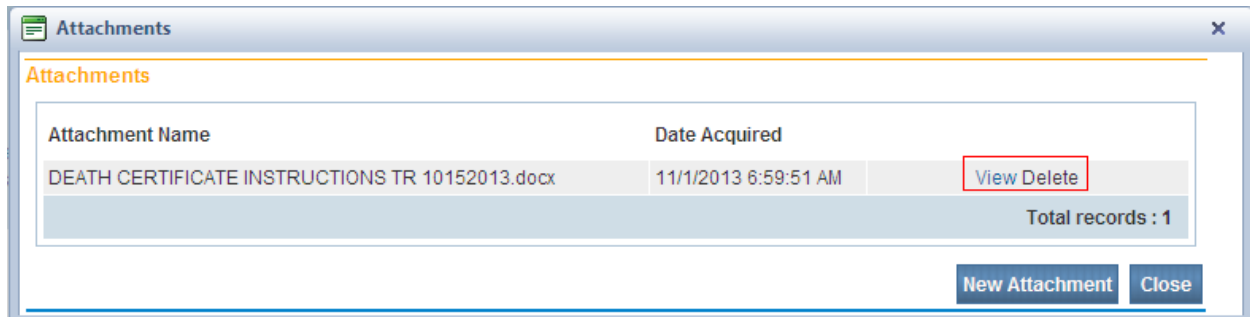 Attachments
Attachments
Attachment Name Date Acquired
DEATH CERTIFICATE INSTRUCTIONS TR 10152013.docx 11/1/2013 6:59:51 AM View Delete
Total records : 1
New Attachment Close